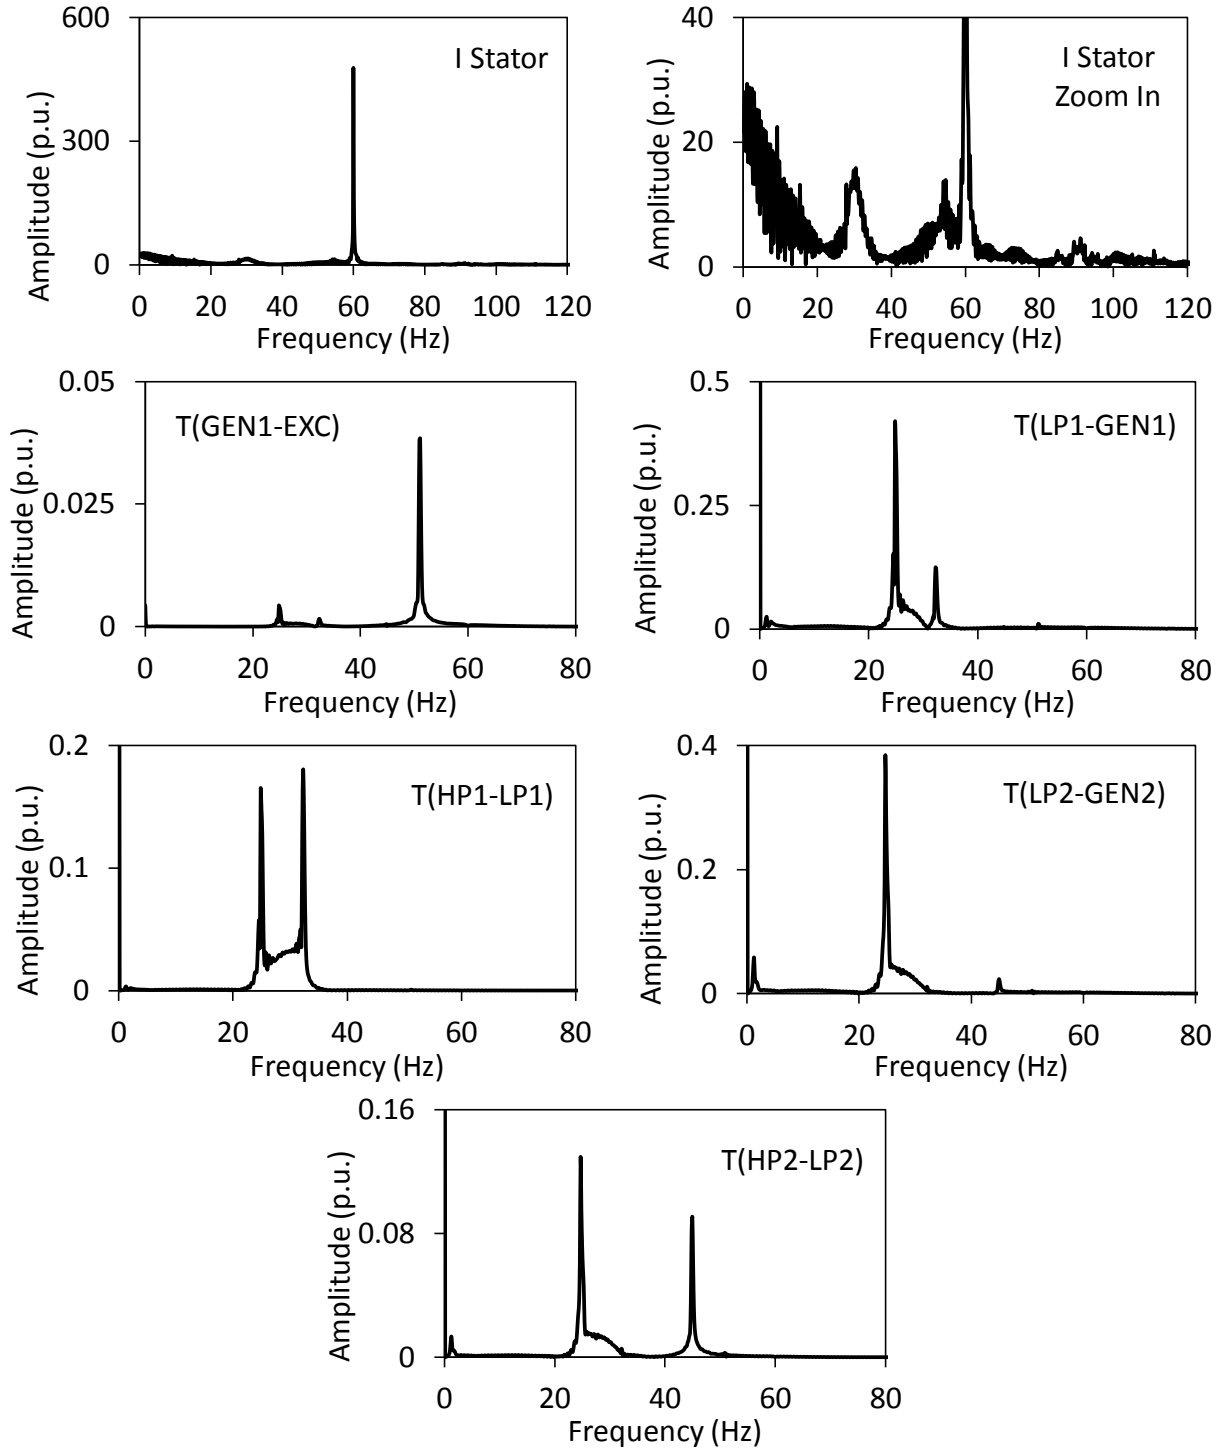 600
300
0
Amplitude (p.u.)
I Stator
0 20 40 60 80 100 120
Frequency (Hz)
40
20
0
Amplitude (p.u.)
I Stator
Zoom In
0 20 40 60 80 100 120
Frequency (Hz)
0.05
0.025
0
Amplitude (p.u.)
T(GEN1-EXC)
0 20 40 60 80
Frequency (Hz)
0.5
0.25
0
Amplitude (p.u.)
T(LP1-GEN1)
0 20 40 60 80
Frequency (Hz)
0.2
0.1
0
Amplitude (p.u.)
T(HP1-LP1)
0 20 40 60 80
Frequency (Hz)
0.4
0.2
0
Amplitude (p.u.)
T(LP2-GEN2)
0 20 40 60 80
Frequency (Hz)
0.16
0.08
0
Amplitude (p.u.)
T(HP2-LP2)
0 20 40 60 80
Frequency (Hz)